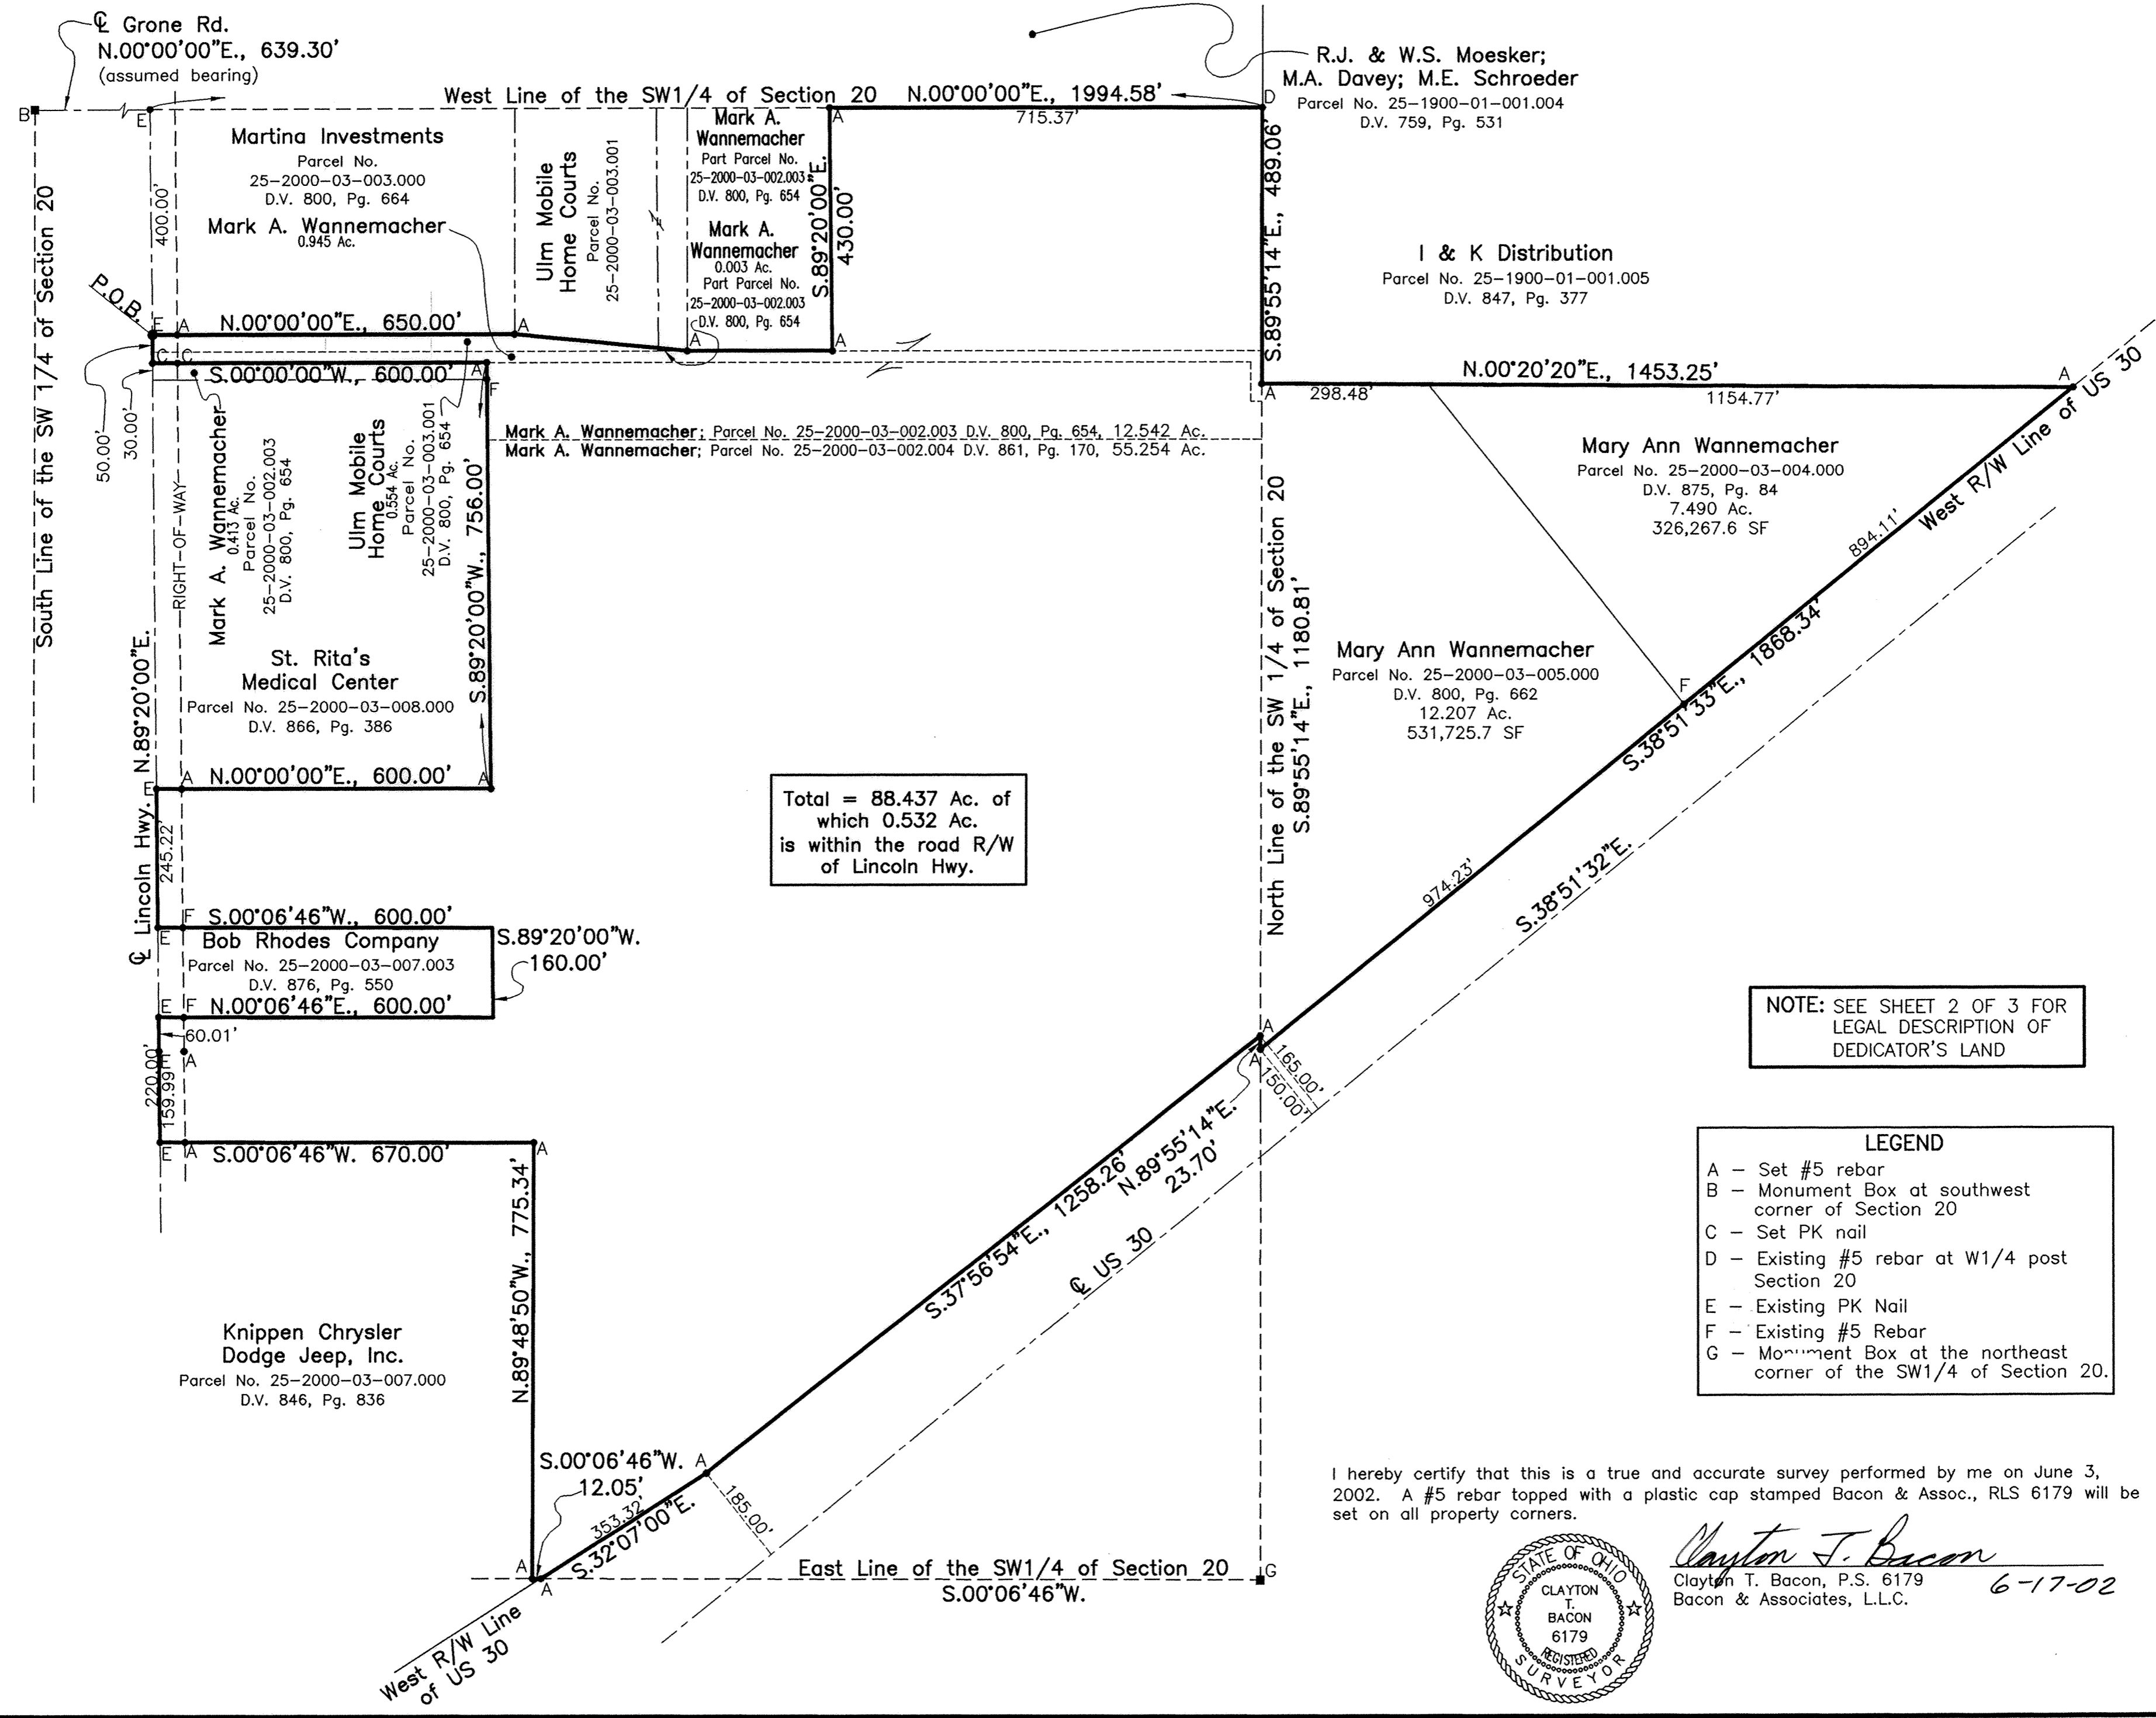 ℄ Grone Rd.
N.00°00'00"E., 639.30'
(assumed bearing)
B
E
West Line of the SW1/4 of Section 20
N.00°00'00"E., 1994.58'
715.37'
D
R.J. & W.S. Moesker;
M.A. Davey; M.E. Schroeder
Parcel No. 25-1900-01-001.004
D.V. 759, Pg. 531
South Line of the SW 1/4 of Section 20
Martina Investments
Parcel No.
25-2000-03-003.000
D.V. 800, Pg. 664
400.00'
Mark A. Wannemacher
0.945 Ac.
Ulm Mobile
Home Courts
Parcel No.
25-2000-03-003.001
Mark A.
Wannemacher
Part Parcel No.
25-2000-03-002.003
D.V. 800, Pg. 654
Mark A.
Wannemacher
0.003 Ac.
Part Parcel No.
25-2000-03-002.003
D.V. 800, Pg. 654
A
S.89°20'00"E.
430.00'
S.89°55'14"E., 489.06'
I & K Distribution
Parcel No. 25-1900-01-001.005
D.V. 847, Pg. 377
P.O.B.
E A
N.00°00'00"E., 650.00'
A
A
A
C C
S.00°00'00"W., 600.00'
A
F
50.00'
30.00'
A
N.00°20'20"E., 1453.25'
298.48'
1154.77'
A
West R/W Line of US 30
Mark A. Wannemacher; Parcel No. 25-2000-03-002.003 D.V. 800, Pg. 654, 12.542 Ac.
Mark A. Wannemacher; Parcel No. 25-2000-03-002.004 D.V. 861, Pg. 170, 55.254 Ac.
RIGHT-OF-WAY
Mark A. Wannemacher
0.413 Ac.
Parcel No.
25-2000-03-002.003
D.V. 800, Pg. 654
Ulm Mobile
Home Courts
0.554 Ac.
Parcel No.
25-2000-03-003.001
D.V. 800, Pg. 654
S.89°20'00"W., 756.00'
Mary Ann Wannemacher
Parcel No. 25-2000-03-004.000
D.V. 875, Pg. 84
7.490 Ac.
326,267.6 SF
894.11'
North Line of the SW 1/4 of Section 20
S.89°55'14"E., 1180.81'
Mary Ann Wannemacher
Parcel No. 25-2000-03-005.000
D.V. 800, Pg. 662
12.207 Ac.
531,725.7 SF
F
S.38°51'33"E., 1868.34'
974.23'
S.38°51'32"E.
St. Rita's
Medical Center
Parcel No. 25-2000-03-008.000
D.V. 866, Pg. 386
℄ Lincoln Hwy. N.89°20'00"E.
E A
N.00°00'00"E., 600.00'
A
245.22'
Total = 88.437 Ac. of
which 0.532 Ac.
is within the road R/W
of Lincoln Hwy.
F
S.00°06'46"W., 600.00'
E
Bob Rhodes Company
Parcel No. 25-2000-03-007.003
D.V. 876, Pg. 550
S.89°20'00"W.
160.00'
E F
N.00°06'46"E., 600.00'
60.01'
A
E
220.00'
159.99'
E A
S.00°06'46"W. 670.00'
A
A
A
165.00'
150.00'
N.89°55'14"E.
23.70'
S.37°56'54"E., 1258.26'
℄ US 30
N.89°48'50"W., 775.34'
Knippen Chrysler
Dodge Jeep, Inc.
Parcel No. 25-2000-03-007.000
D.V. 846, Pg. 836
S.00°06'46"W.
12.05'
A
353.32'
S.32°07'00"E.
185.00'
A
A
East Line of the SW1/4 of Section 20
S.00°06'46"W.
G
West R/W Line
of US 30
NOTE: SEE SHEET 2 OF 3 FOR
LEGAL DESCRIPTION OF
DEDICATOR'S LAND
LEGEND
A - Set #5 rebar
B - Monument Box at southwest
corner of Section 20
C - Set PK nail
D - Existing #5 rebar at W1/4 post
Section 20
E - Existing PK Nail
F - Existing #5 Rebar
G - Monument Box at the northeast
corner of the SW1/4 of Section 20.
I hereby certify that this is a true and accurate survey performed by me on June 3,
2002. A #5 rebar topped with a plastic cap stamped Bacon & Assoc., RLS 6179 will be
set on all property corners.
Clayton T. Bacon
Clayton T. Bacon, P.S. 6179
Bacon & Associates, L.L.C.
6-17-02
STATE OF OHIO
CLAYTON
T.
BACON
6179
REGISTERED
SURVEYOR